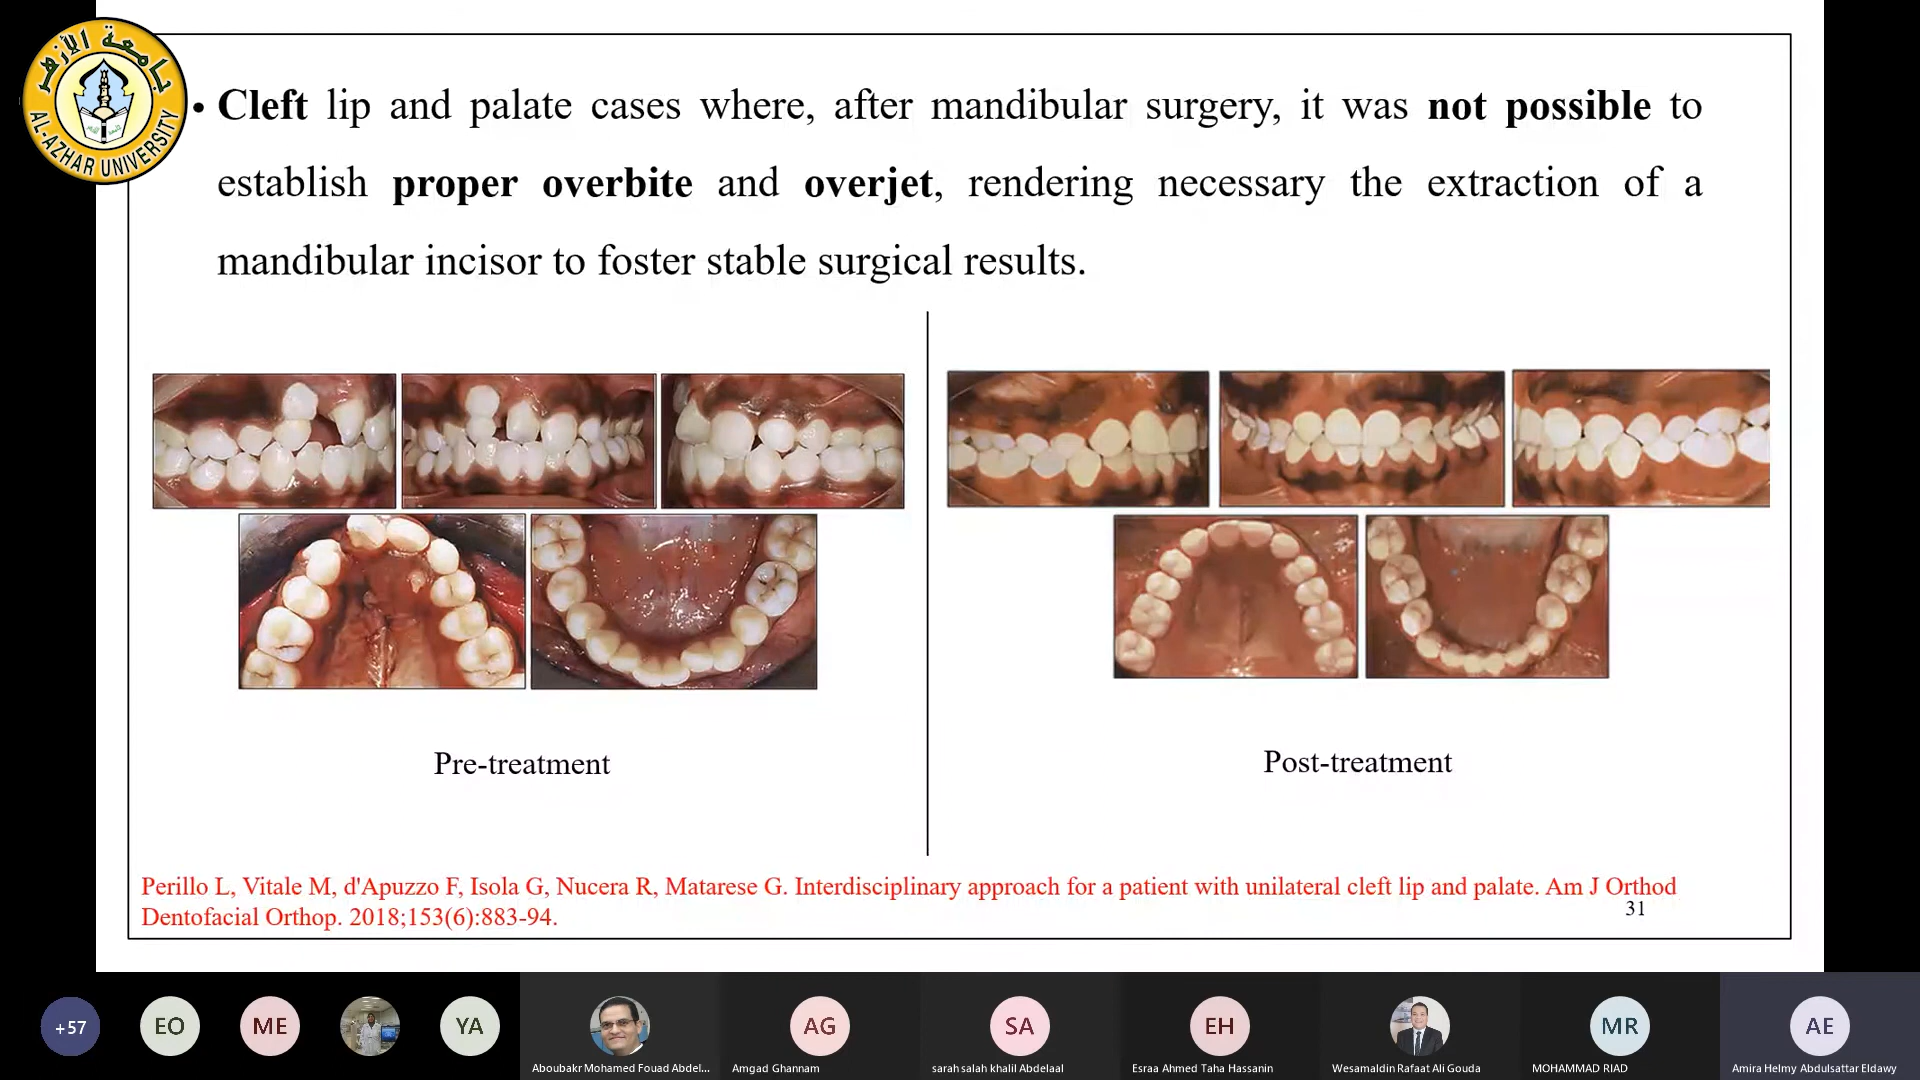 جامعة الأزهر
AL-AZHAR UNIVERSITY
• Cleft lip and palate cases where, after mandibular surgery, it was not possible to
establish proper overbite and overjet, rendering necessary the extraction of a
mandibular incisor to foster stable surgical results.
Pre-treatment
Post-treatment
Perillo L, Vitale M, d'Apuzzo F, Isola G, Nucera R, Matarese G. Interdisciplinary approach for a patient with unilateral cleft lip and palate. Am J Orthod
Dentofacial Orthop. 2018;153(6):883-94.
31
+57
EO
ME
YA
AG
SA
EH
MR
AE
Aboubakr Mohamed Fouad Abdel...
Amgad Ghannam
sarah salah khalil Abdelaal
Esraa Ahmed Taha Hassanin
Wesamaldin Rafaat Ali Gouda
MOHAMMAD RIAD
Amira Helmy Abdulsattar Eldawy